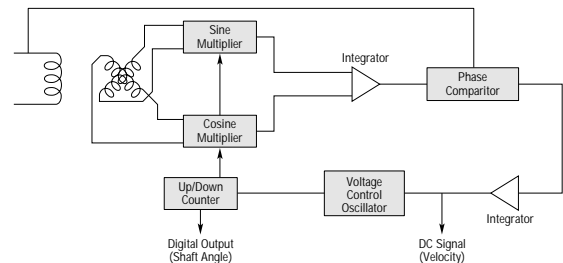 Sine
Multiplier
Integrator
Phase
Comparitor
Cosine
Multiplier
Up/Down
Counter
Voltage
Control
Oscillator
Integrator
Digital Output
(Shaft Angle)
DC Signal
(Velocity)